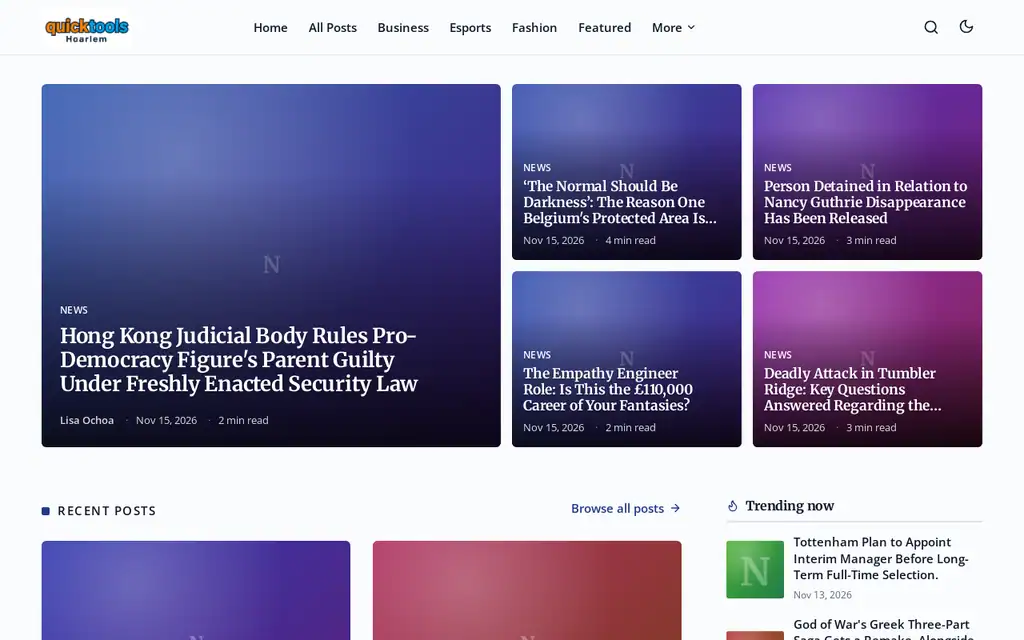 quicktools
Haarlem
Home
All Posts
Business
Esports
Fashion
Featured
More
N
NEWS
Hong Kong Judicial Body Rules Pro-
Democracy Figure's Parent Guilty
Under Freshly Enacted Security Law
Lisa Ochoa · Nov 15, 2026 · 2 min read
N
NEWS
‘The Normal Should Be
Darkness’: The Reason One
Belgium's Protected Area Is...
Nov 15, 2026 · 4 min read
N
NEWS
Person Detained in Relation to
Nancy Guthrie Disappearance
Has Been Released
Nov 15, 2026 · 3 min read
N
NEWS
The Empathy Engineer
Role: Is This the £110,000
Career of Your Fantasies?
Nov 15, 2026 · 2 min read
N
NEWS
Deadly Attack in Tumbler
Ridge: Key Questions
Answered Regarding the...
Nov 15, 2026 · 3 min read
RECENT POSTS
Browse all posts →
N
N
Trending now
N
Tottenham Plan to Appoint
Interim Manager Before Long-
Term Full-Time Selection.
Nov 13, 2026
God of War's Greek Three-Part
Saga Gets a Remake, Alongside